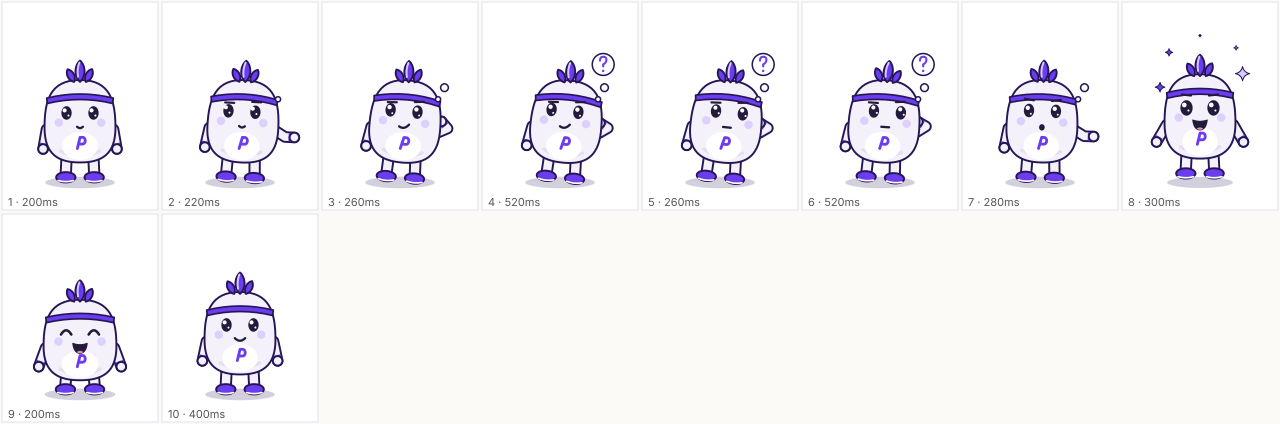 P
P
P
?
P
?
P
?
P
P
P
1 · 200ms
2 · 220ms
3 · 260ms
4 · 520ms
5 · 260ms
6 · 520ms
7 · 280ms
8 · 300ms
P
P
9 · 200ms
10 · 400ms